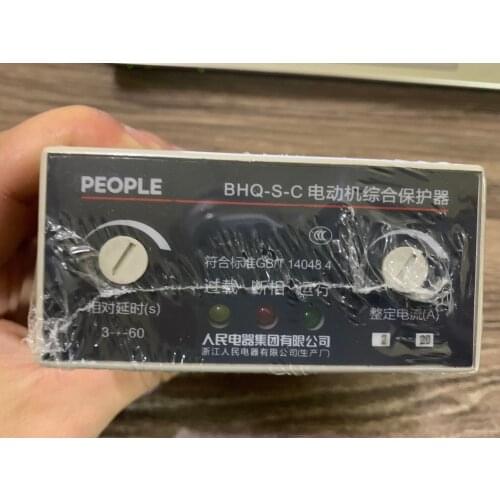 PEOPLE
BHQ-S-C 电动机综合保护器
符合标准GB/T 14048.4
过载 断相 运行
相对延时(s)
3--60
整定电流(A)
2 20
人民电器集团有限公司
浙江人民电器有限公司(生产厂)